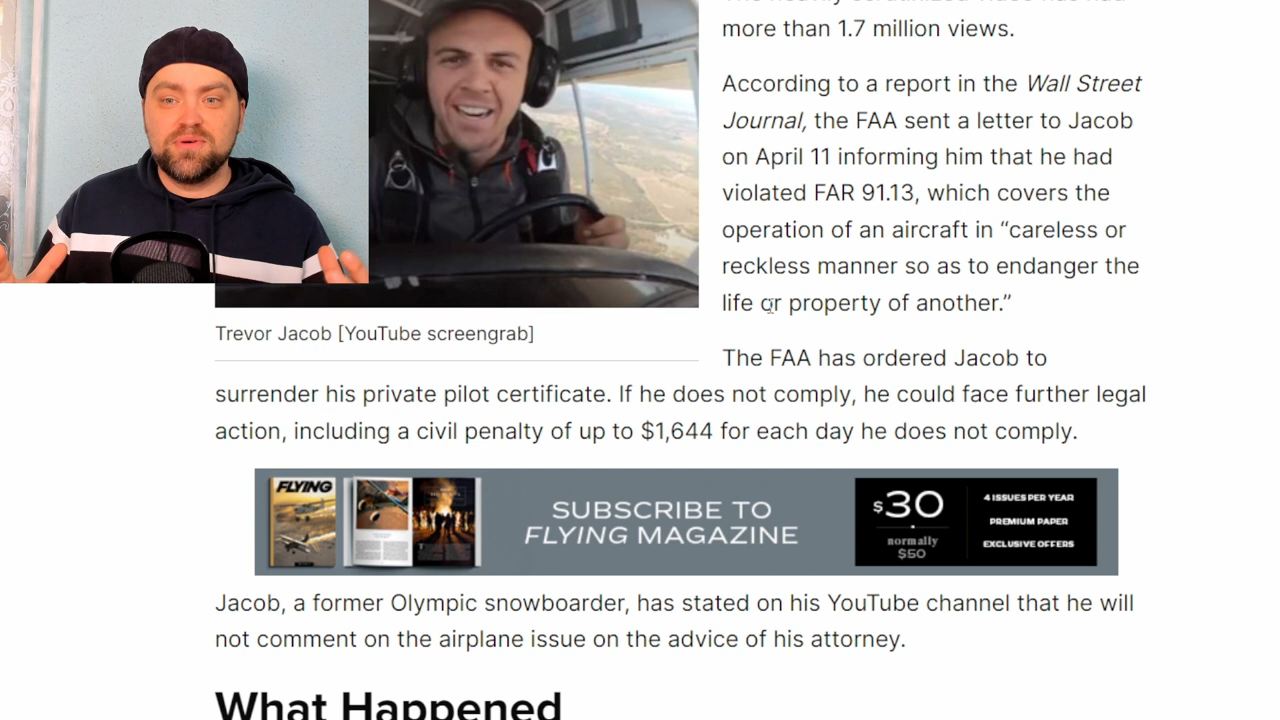 more than 1.7 million views.
According to a report in the Wall Street
Journal, the FAA sent a letter to Jacob
on April 11 informing him that he had
violated FAR 91.13, which covers the
operation of an aircraft in “careless or
reckless manner so as to endanger the
life or property of another.”
Trevor Jacob [YouTube screengrab]
The FAA has ordered Jacob to
surrender his private pilot certificate. If he does not comply, he could face further legal
action, including a civil penalty of up to $1,644 for each day he does not comply.
FLYING
SUBSCRIBE TO
FLYING MAGAZINE
$30
normally
$50
4 ISSUES PER YEAR
PREMIUM PAPER
EXCLUSIVE OFFERS
Jacob, a former Olympic snowboarder, has stated on his YouTube channel that he will
not comment on the airplane issue on the advice of his attorney.
What Happened